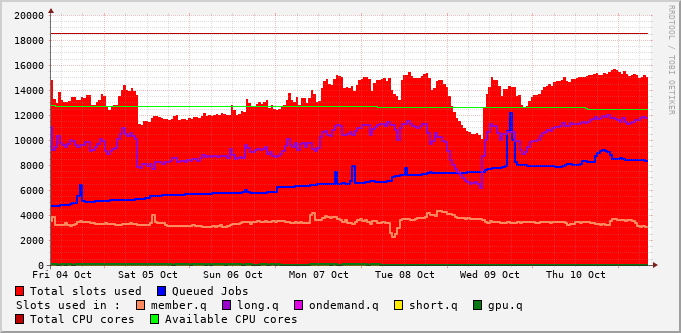 20000
18000
16000
14000
12000
10000
8000
6000
4000
2000
0
Fri 04 Oct Sat 05 Oct Sun 06 Oct Mon 07 Oct Tue 08 Oct Wed 09 Oct Thu 10 Oct
Total slots used Queued Jobs
Slots used in : member.q long.q ondemand.q short.q gpu.q
Total CPU cores Available CPU cores
RRDTOOL / TOBI OETIKER